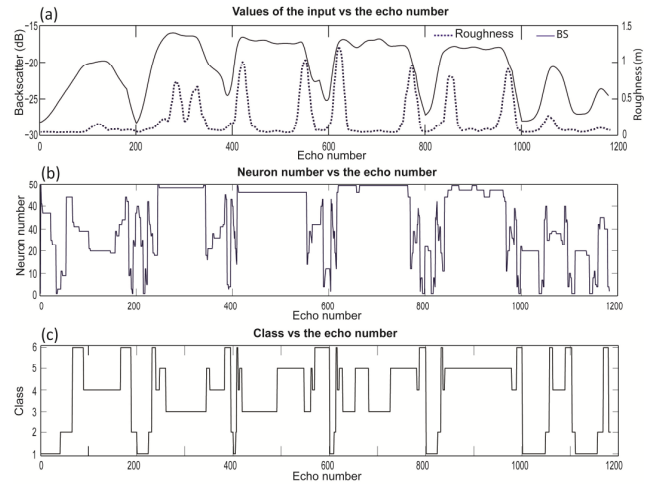 (a)
Values of the input vs the echo number
Backscatter (dB)
−15
−20
−25
−30
Roughness
BS
1.5
1
0.5
0
Roughness (m)
0 200 400 600 800 1000 1200
Echo number
(b)
Neuron number vs the echo number
Neuron number
50
40
30
20
10
0
0 200 400 600 800 1000 1200
Echo number
(c)
Class vs the echo number
Class
6
5
4
3
2
1
0 200 400 600 800 1000 1200
Echo number